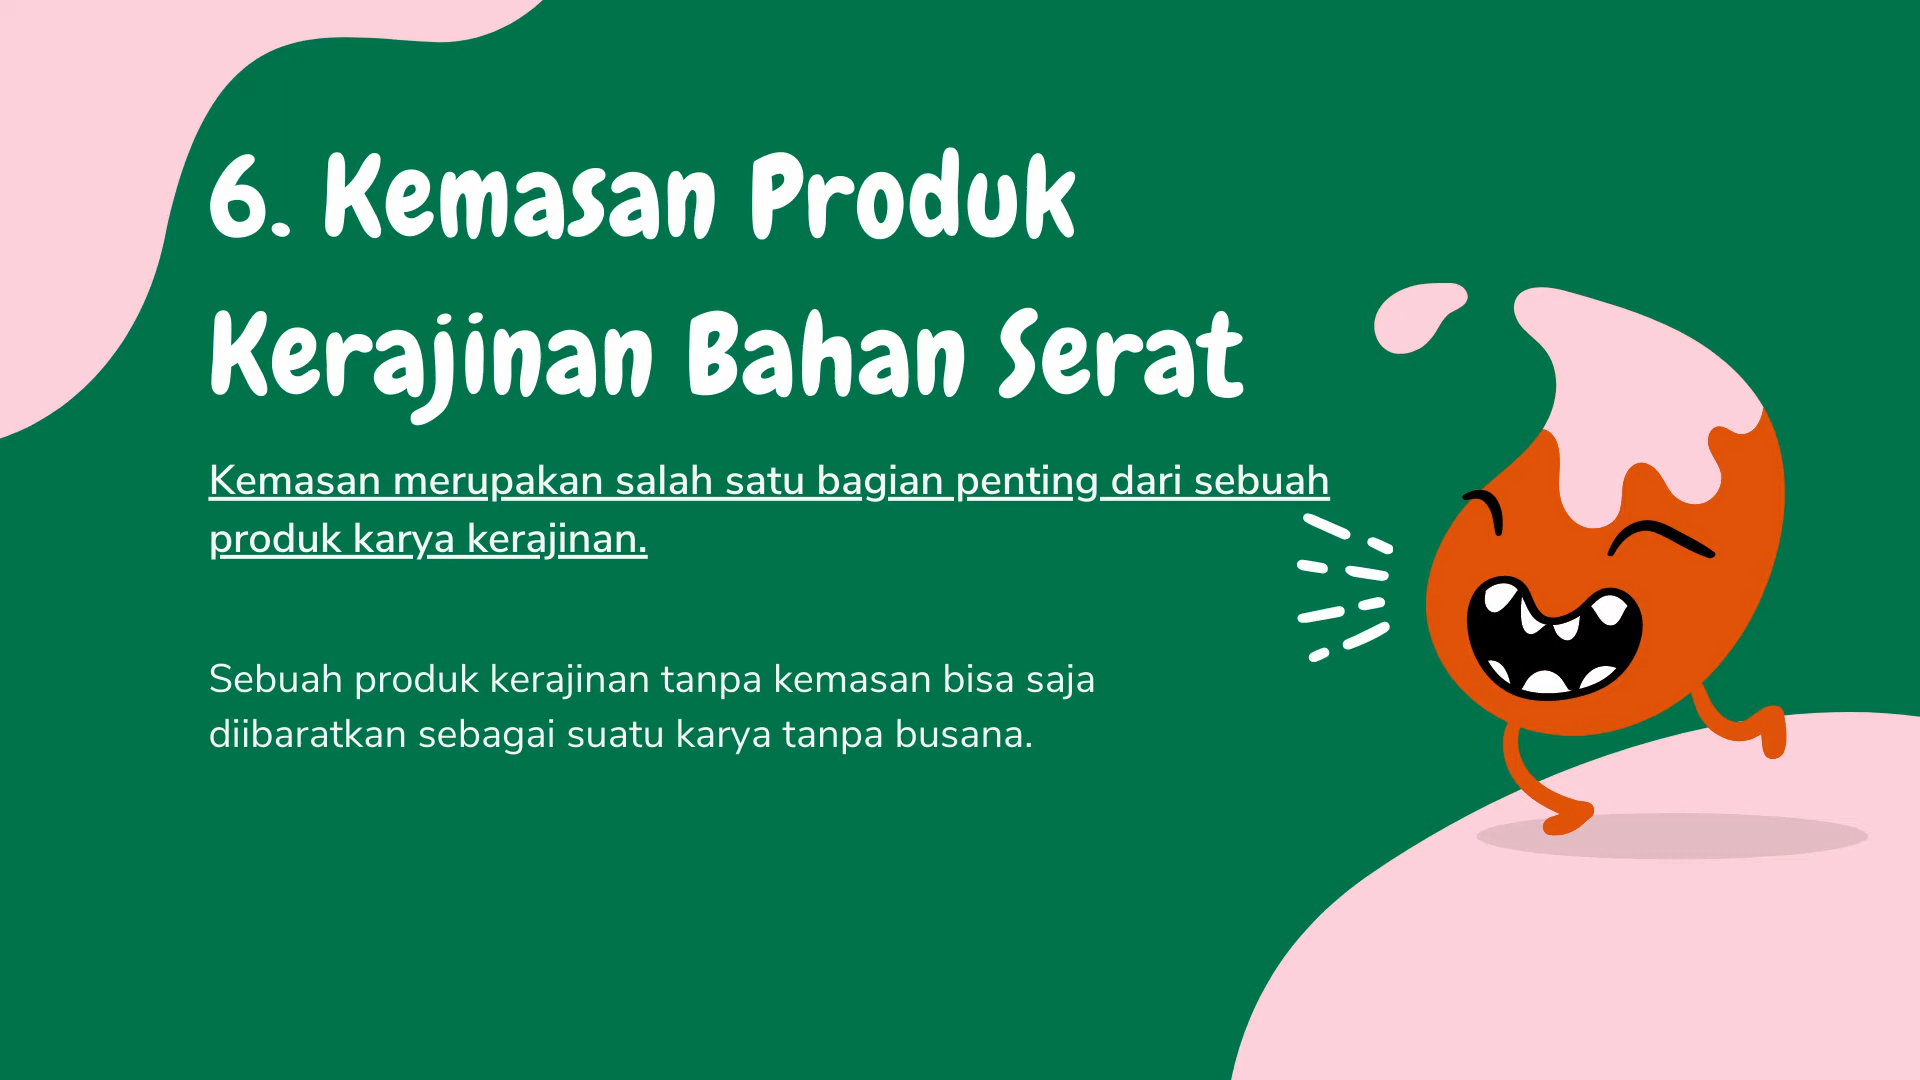 6. Kemasan Produk
Kerajinan Bahan Serat
Kemasan merupakan salah satu bagian penting dari sebuah
produk karya kerajinan.
Sebuah produk kerajinan tanpa kemasan bisa saja
diibaratkan sebagai suatu karya tanpa busana.